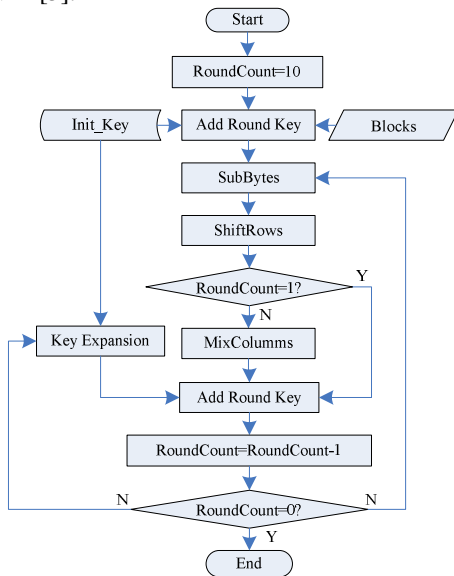 [9].
Start
RoundCount=10
Init_Key
Add Round Key
Blocks
SubBytes
ShiftRows
RoundCount=1?
Y
N
Key Expansion
MixColumms
Add Round Key
RoundCount=RoundCount-1
N
RoundCount=0?
N
Y
End